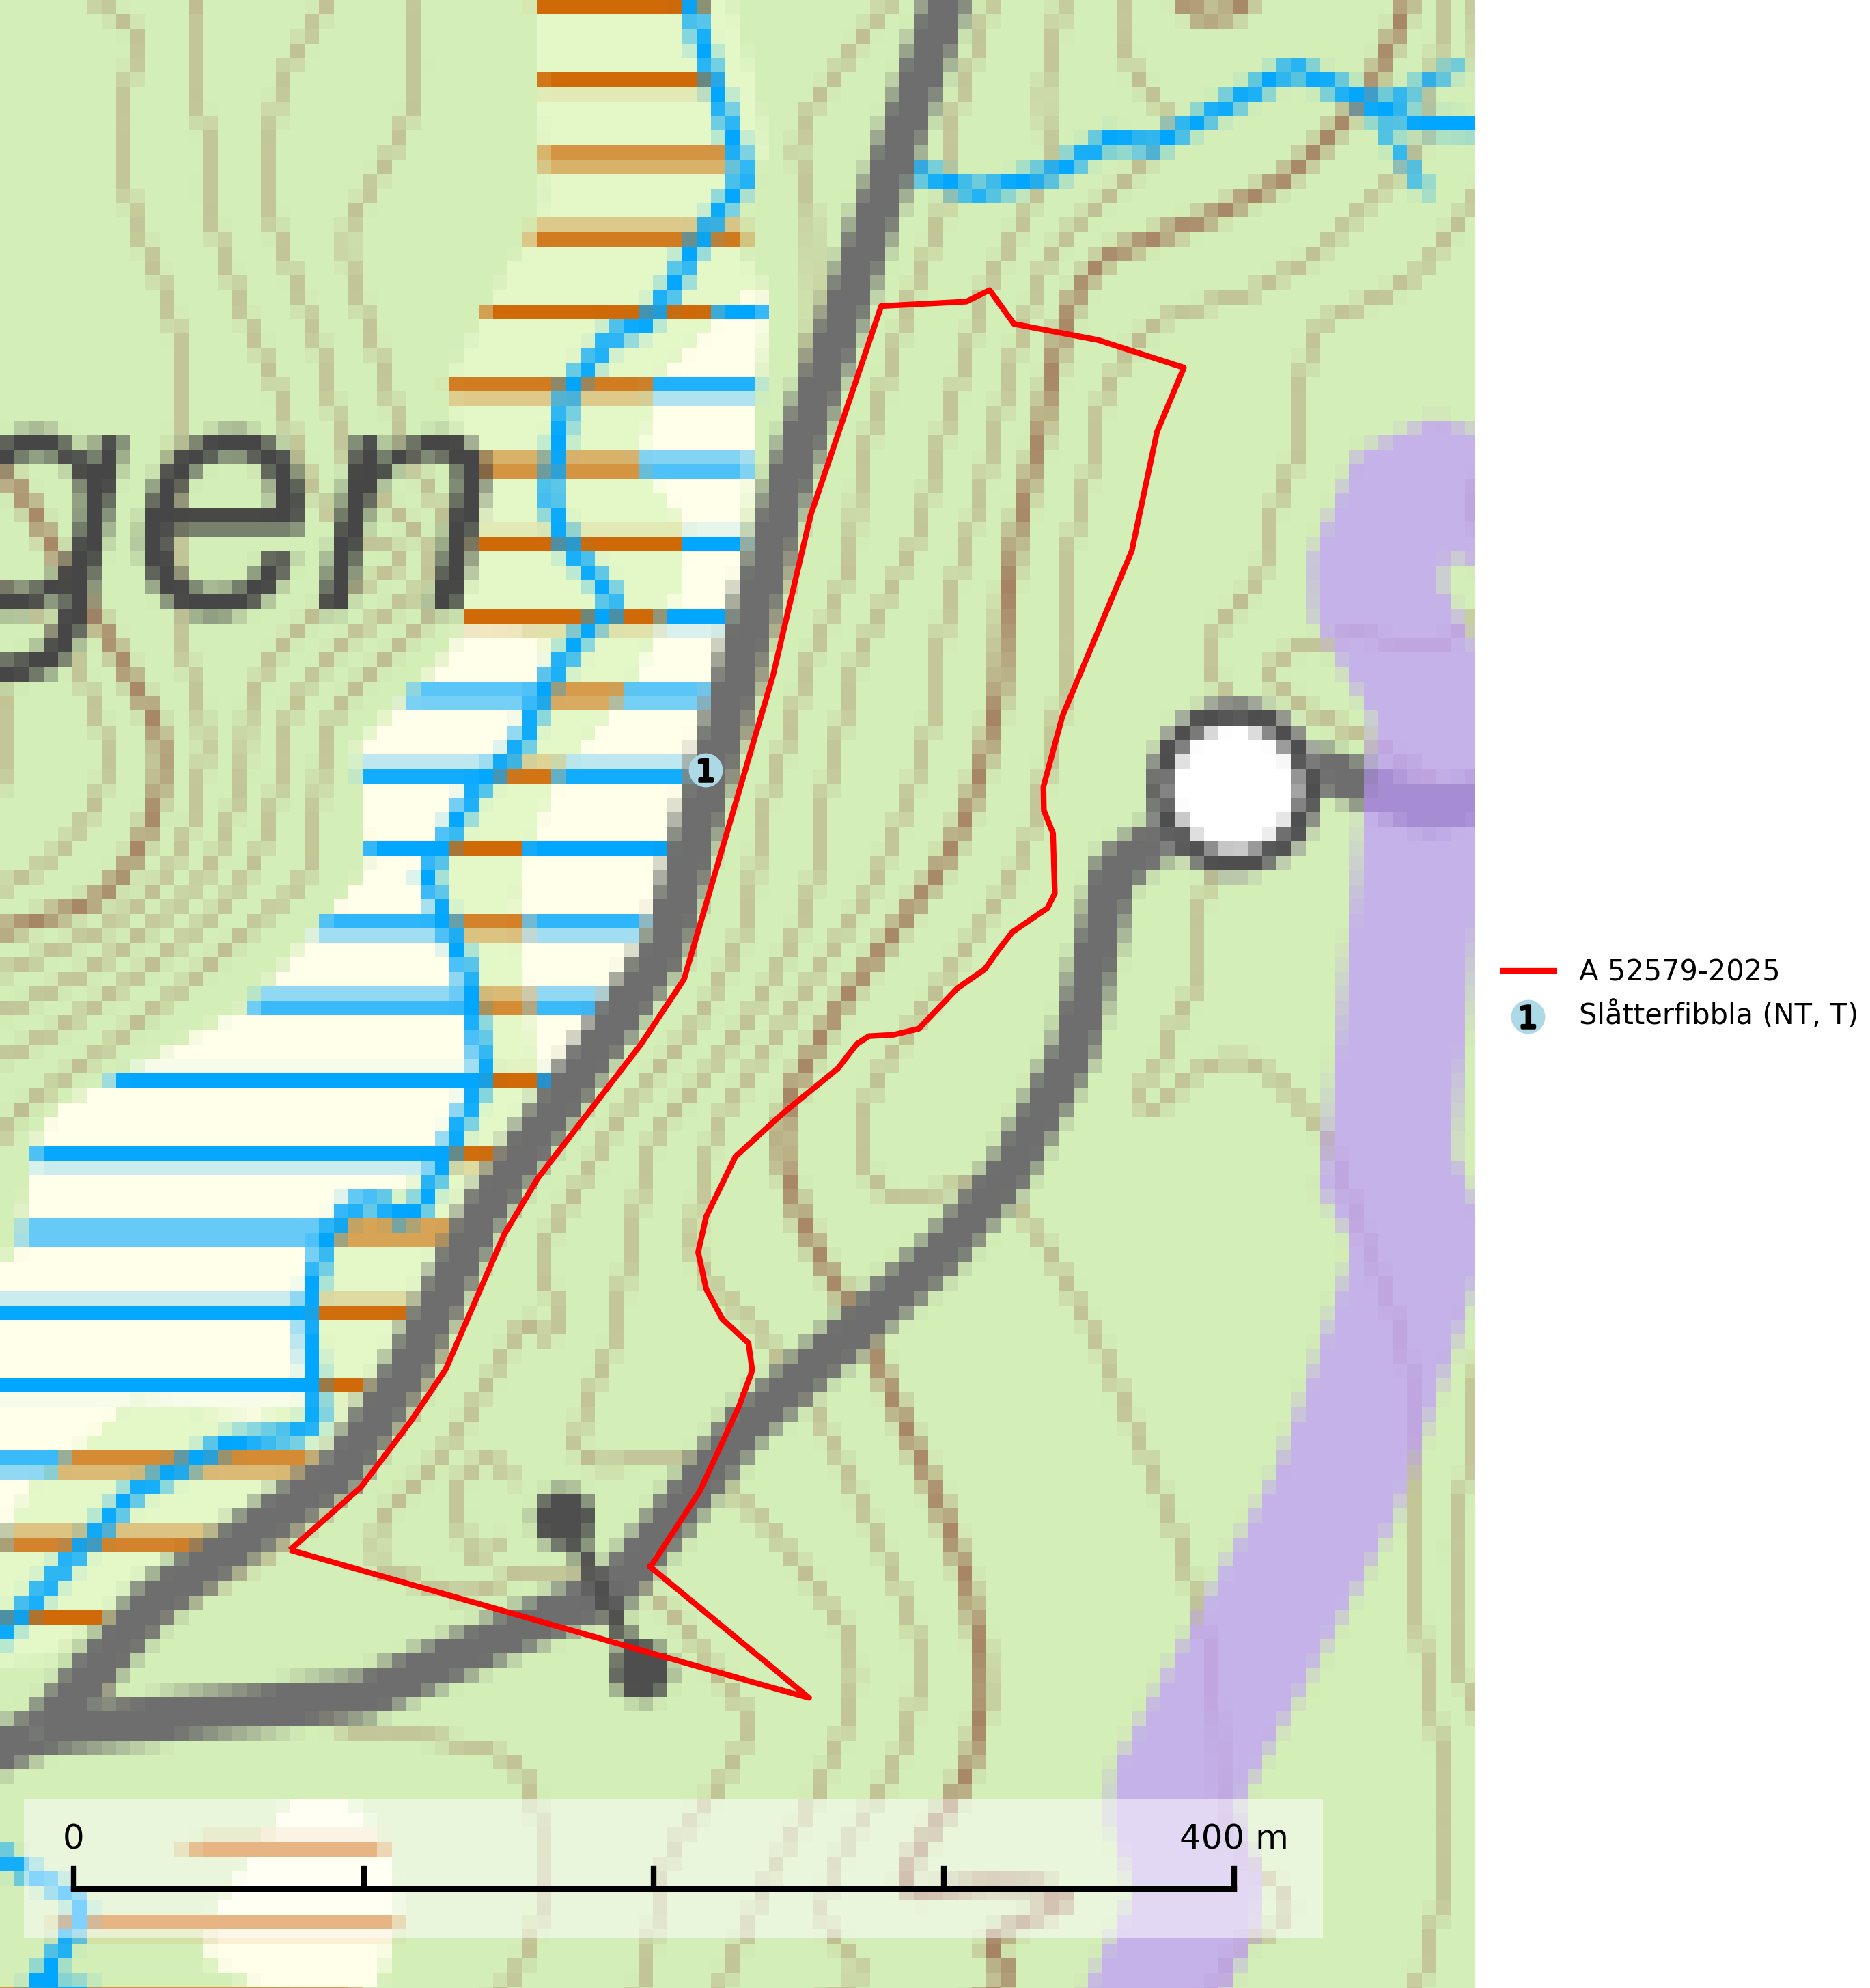 gen
1
A 52579-2025
1 Slåtterfibbla (NT, T)
0 400 m